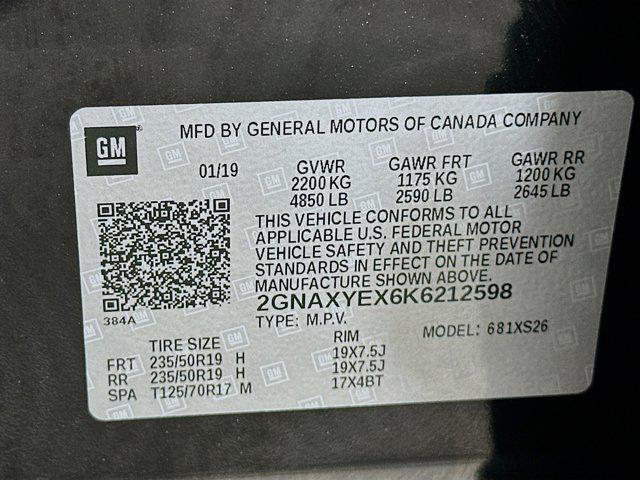 GM
MFD BY GENERAL MOTORS OF CANADA COMPANY
01/19
GVWR GAWR FRT GAWR RR
2200 KG 1175 KG 1200 KG
4850 LB 2590 LB 2645 LB
THIS VEHICLE CONFORMS TO ALL
APPLICABLE U.S. FEDERAL MOTOR
VEHICLE SAFETY AND THEFT PREVENTION
STANDARDS IN EFFECT ON THE DATE OF
MANUFACTURE SHOWN ABOVE.
2GNAXYEX6K6212598
384A
TYPE: M.P.V. MODEL: 681XS26
TIRE SIZE RIM
FRT 235/50R19 H 19X7.5J
RR 235/50R19 H 19X7.5J
SPA T125/70R17 M 17X4BT